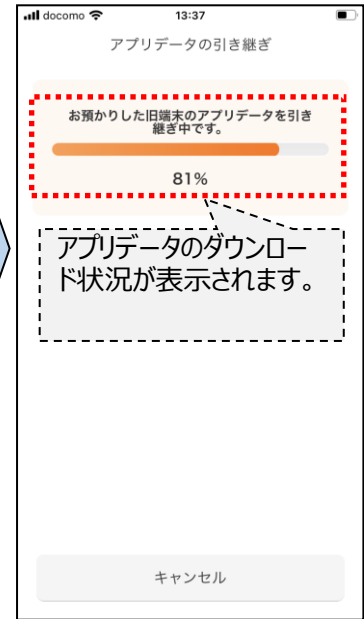 docomo 13:37
アプリデータの引き継ぎ
お預かりした旧端末のアプリデータを引き
継ぎ中です。
81%
アプリデータのダウンロー
ド状況が表示されます。
キャンセル